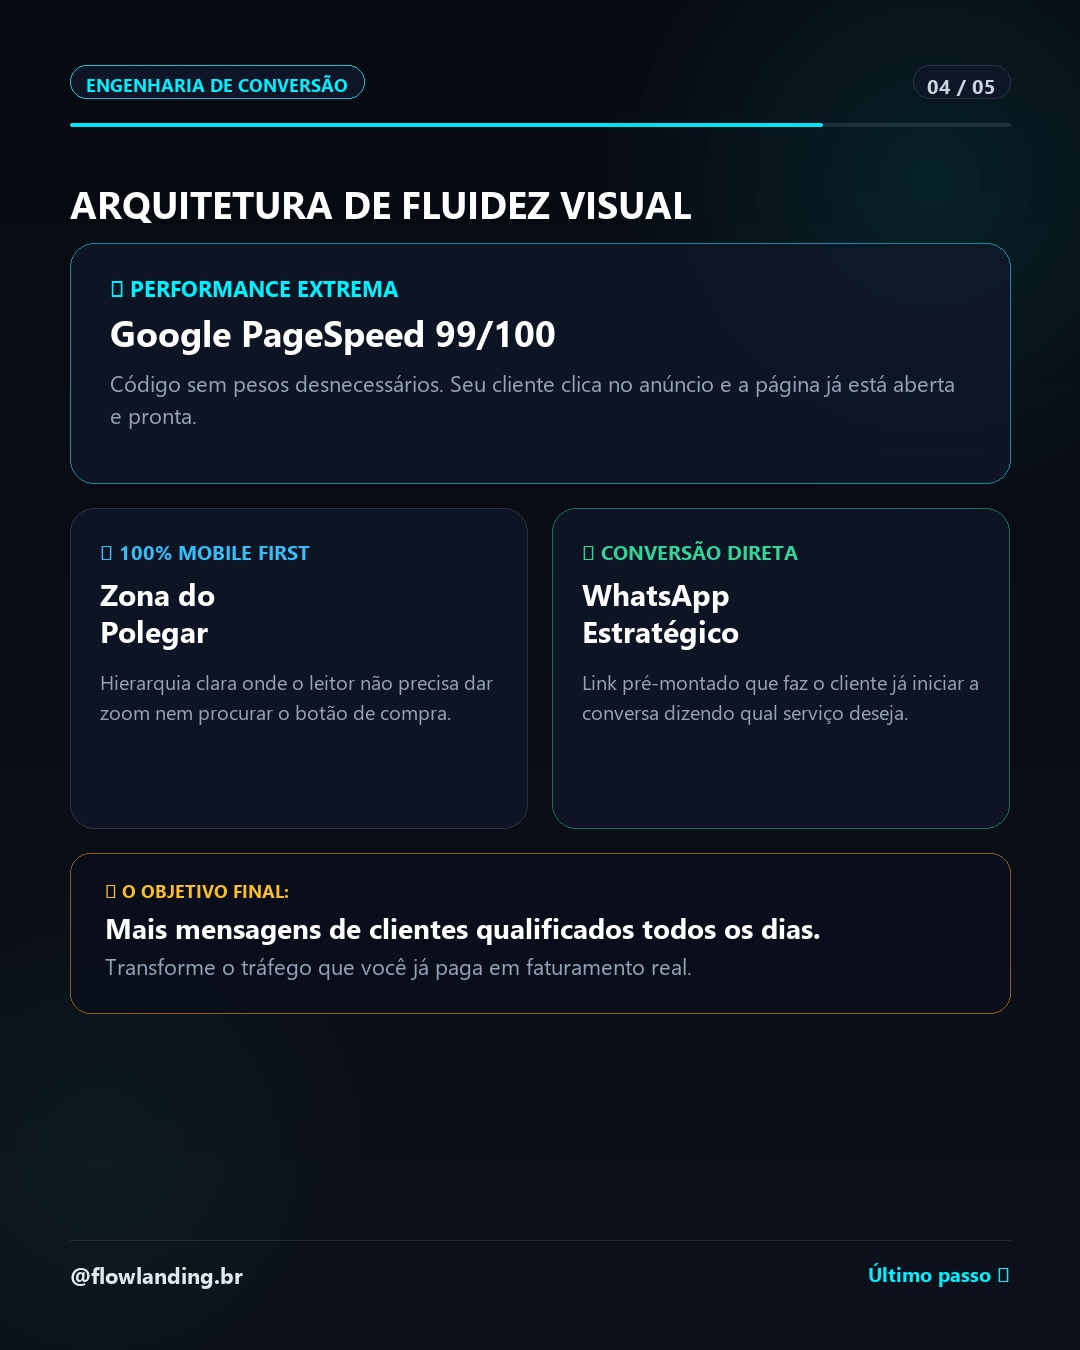 ENGENHARIA DE CONVERSÃO
04 / 05
ARQUITETURA DE FLUIDEZ VISUAL
PERFORMANCE EXTREMA
Google PageSpeed 99/100
Código sem pesos desnecessários. Seu cliente clica no anúncio e a página já está aberta
e pronta.
100% MOBILE FIRST
Zona do
Polegar
Hierarquia clara onde o leitor não precisa dar
zoom nem procurar o botão de compra.
CONVERSÃO DIRETA
WhatsApp
Estratégico
Link pré-montado que faz o cliente já iniciar a
conversa dizendo qual serviço deseja.
O OBJETIVO FINAL:
Mais mensagens de clientes qualificados todos os dias.
Transforme o tráfego que você já paga em faturamento real.
@flowlanding.br
Último passo